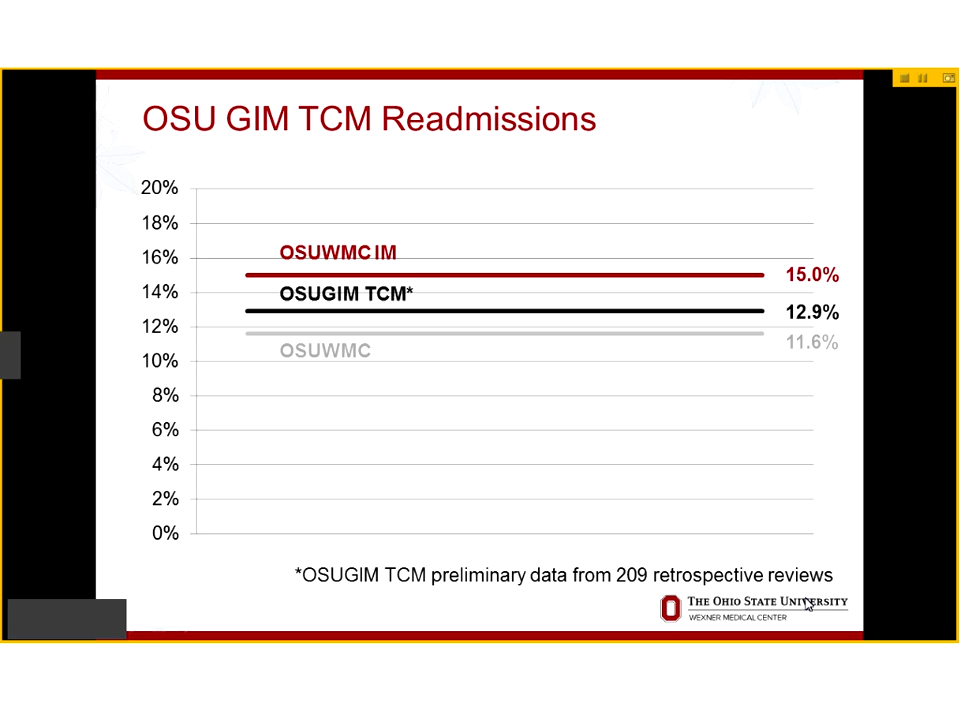 OSU GIM TCM Readmissions
20%
18%
16%
14%
12%
10%
8%
6%
4%
2%
0%
OSUWMC IM
15.0%
OSUGIM TCM*
12.9%
OSUWMC
11.6%
*OSUGIM TCM preliminary data from 209 retrospective reviews
THE OHIO STATE UNIVERSITY
WEXNER MEDICAL CENTER